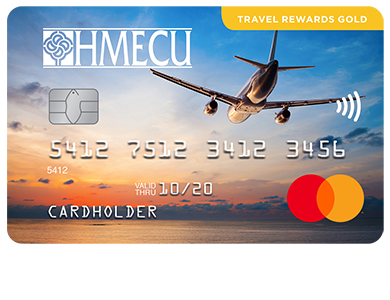 TRAVEL REWARDS GOLD
HMECU
5412 7512 3412 3456
5412
VALID THRU 10/20
CARDHOLDER